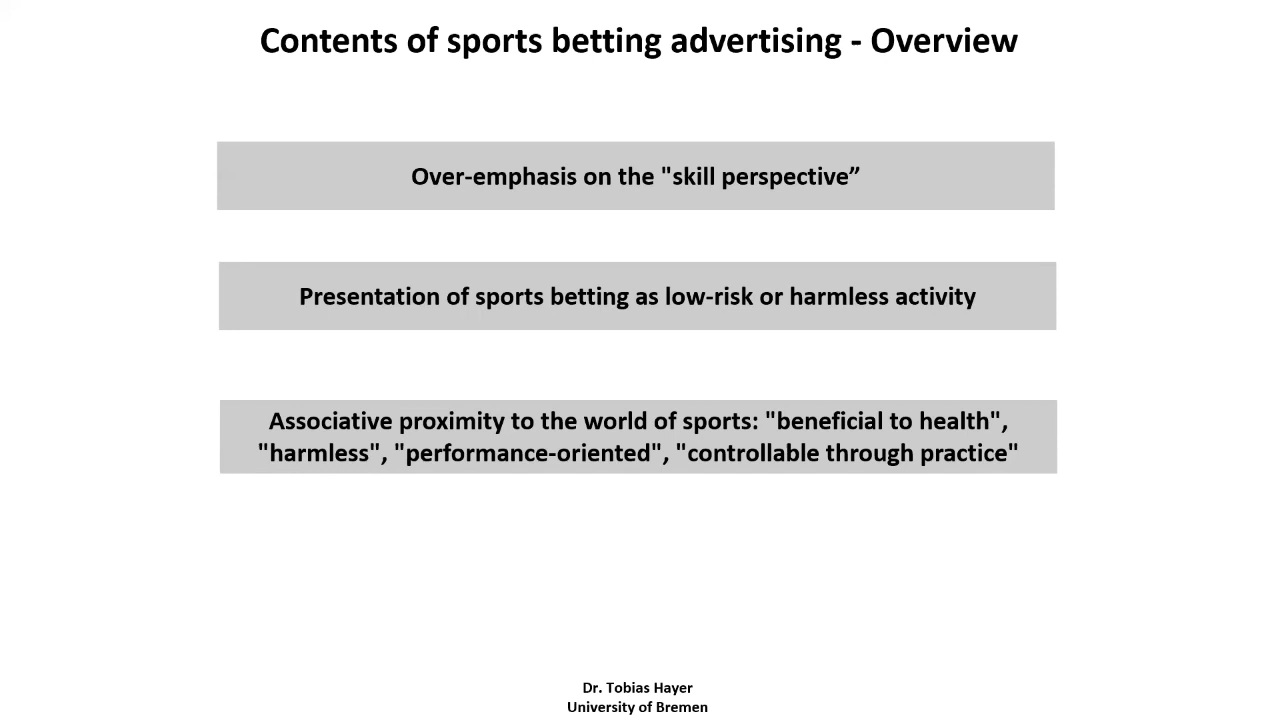 Contents of sports betting advertising - Overview
Over-emphasis on the "skill perspective”
Presentation of sports betting as low-risk or harmless activity
Associative proximity to the world of sports: "beneficial to health",
"harmless", "performance-oriented", "controllable through practice"
Dr. Tobias Hayer
University of Bremen